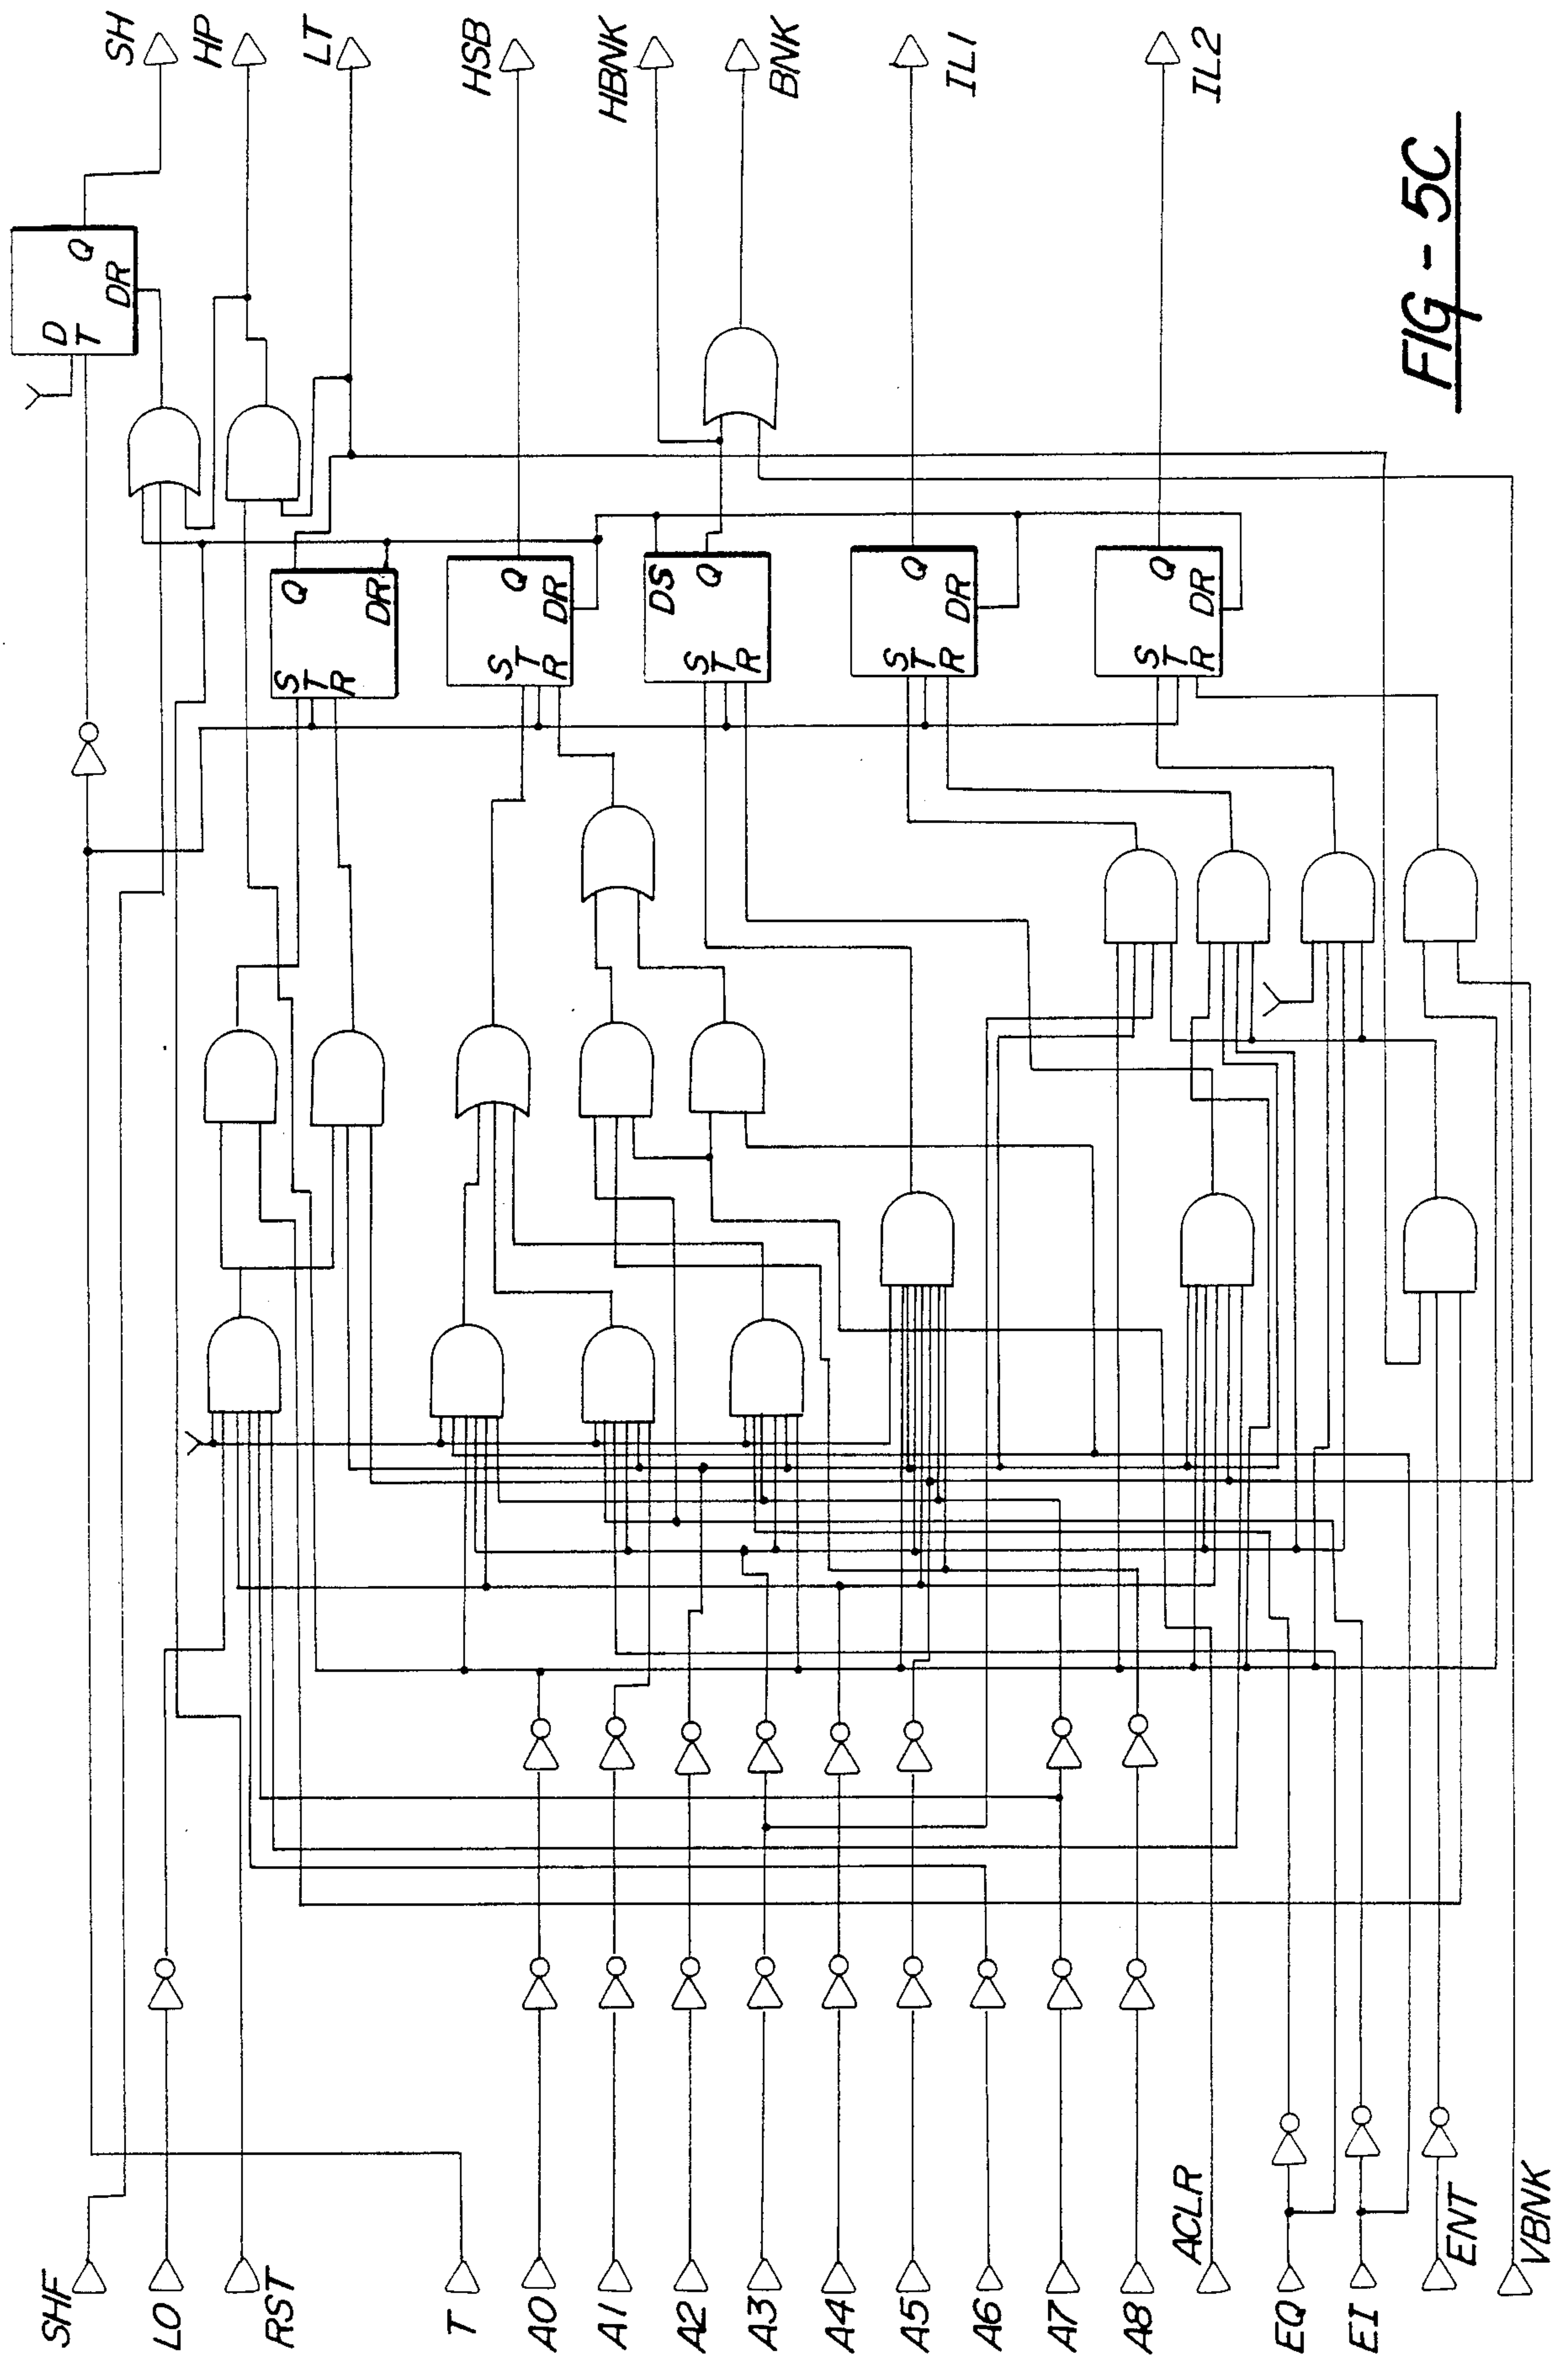 SHF
LO
RST
T
A0
A1
A2
A3
A4
A5
A6
A7
A8
ACLR
EQ
EI
ENT
VBNK
D
T
Q
DR
S
T
R
Q
DR
S
T
R
Q
DR
S
T
R
DS
Q
S
T
R
Q
DR
S
T
R
Q
DR
SH
HP
LT
HSB
HBNK
BNK
IL1
IL2
FIG - 5C